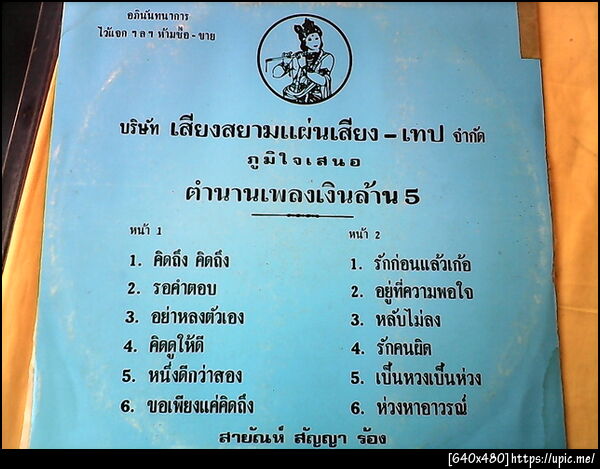 อภินันทนาการ
ไว้แจก ฯลฯ ห้ามซื้อ - ขาย
บริษัท เสียงสยามแผ่นเสียง – เทป จำกัด
ภูมิใจเสนอ
ตำนานเพลงเงินล้าน 5
หน้า 1
1. คิดถึง คิดถึง
2. รอคำตอบ
3. อย่าหลงตัวเอง
4. คิดดูให้ดี
5. หนึ่งดีกว่าสอง
6. ขอเพียงแค่คิดถึง
หน้า 2
1. รักก่อนแล้วเก้อ
2. อยู่ที่ความพอใจ
3. หลับไม่ลง
4. รักคนผิด
5. เป็นหวงเป็นห่วง
6. ห่วงหาอาวรณ์
สายัณห์ สัญญา ร้อง
[640x480]https://upic.me/